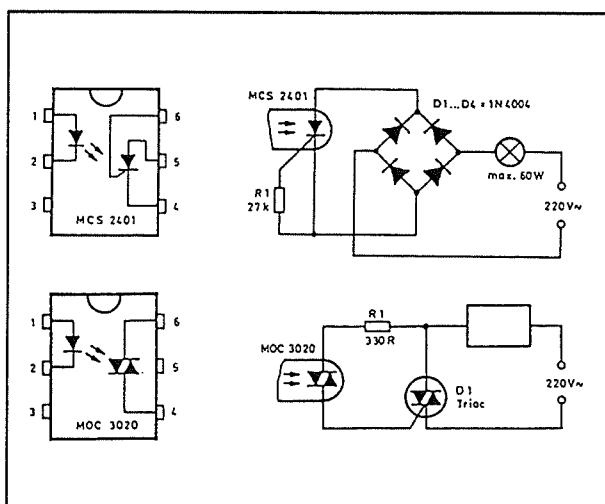 1
2
3
6
5
4
MCS 2401
MCS 2401
R1
27k
D1...D4 = 1N4004
max. 60W
220V~
1
2
3
6
5
4
MOC 3020
MOC 3020
R1
330R
D1
Triac
220V~